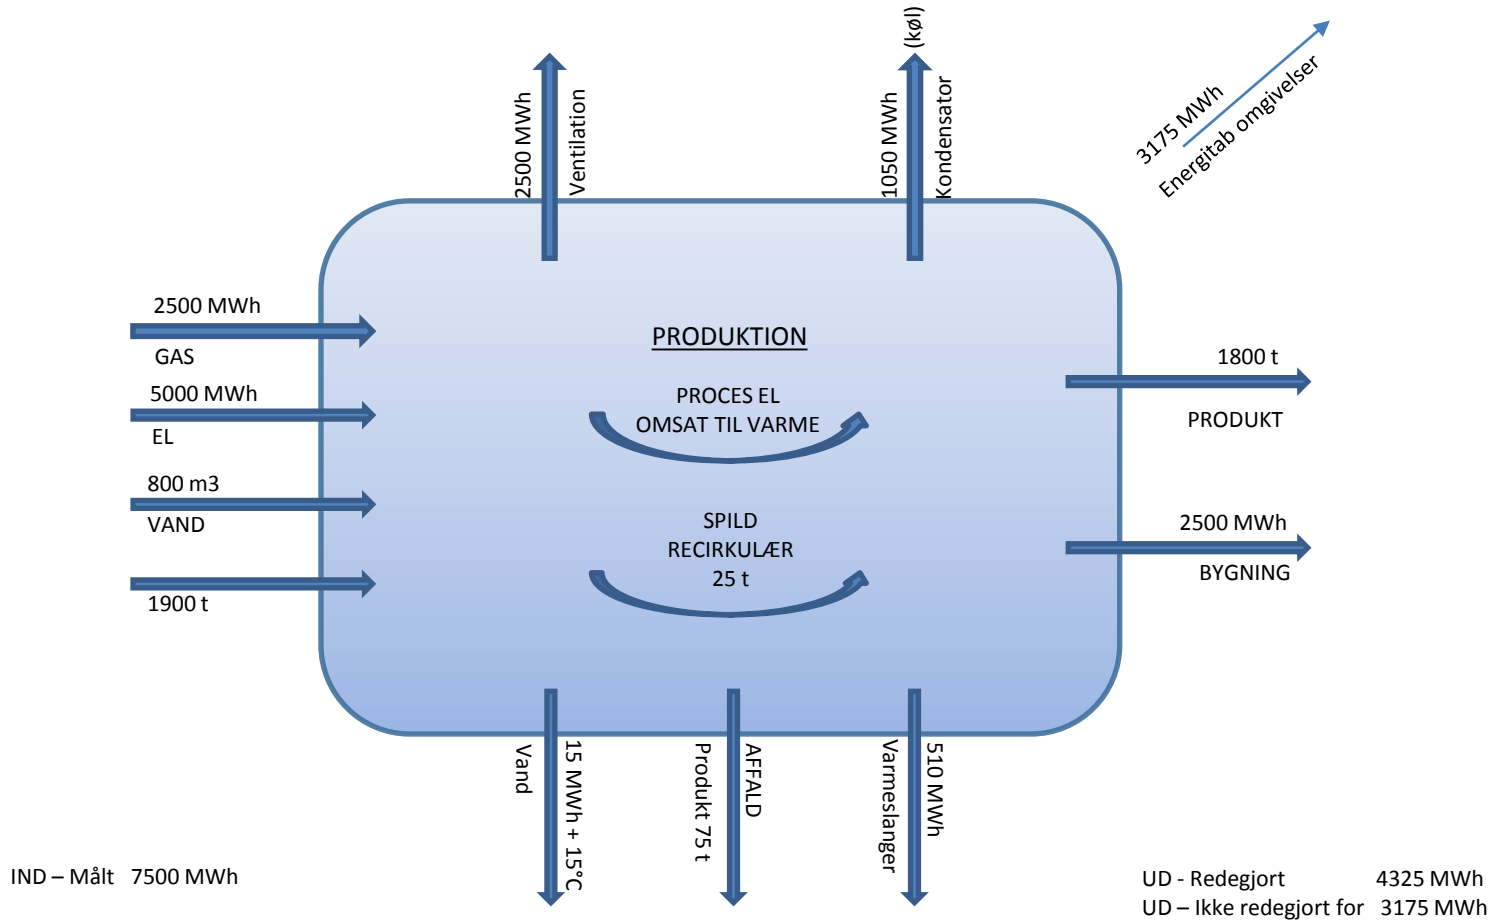 2500 MWh
Ventilation
1050 MWh
Kondensator (køl)
3175 MWh
Energitab omgivelser
2500 MWh
GAS
5000 MWh
EL
800 m3
VAND
1900 t
PRODUKTION
PROCES EL
OMSAT TIL VARME
SPILD
RECIRKULÆR
25 t
1800 t
PRODUKT
2500 MWh
BYGNING
15 MWh + 15°C
Vand
AFFALD
Produkt 75 t
510 MWh
Varmeslanger
IND – Målt 7500 MWh
UD - Redegjort 4325 MWh
UD – Ikke redegjort for 3175 MWh